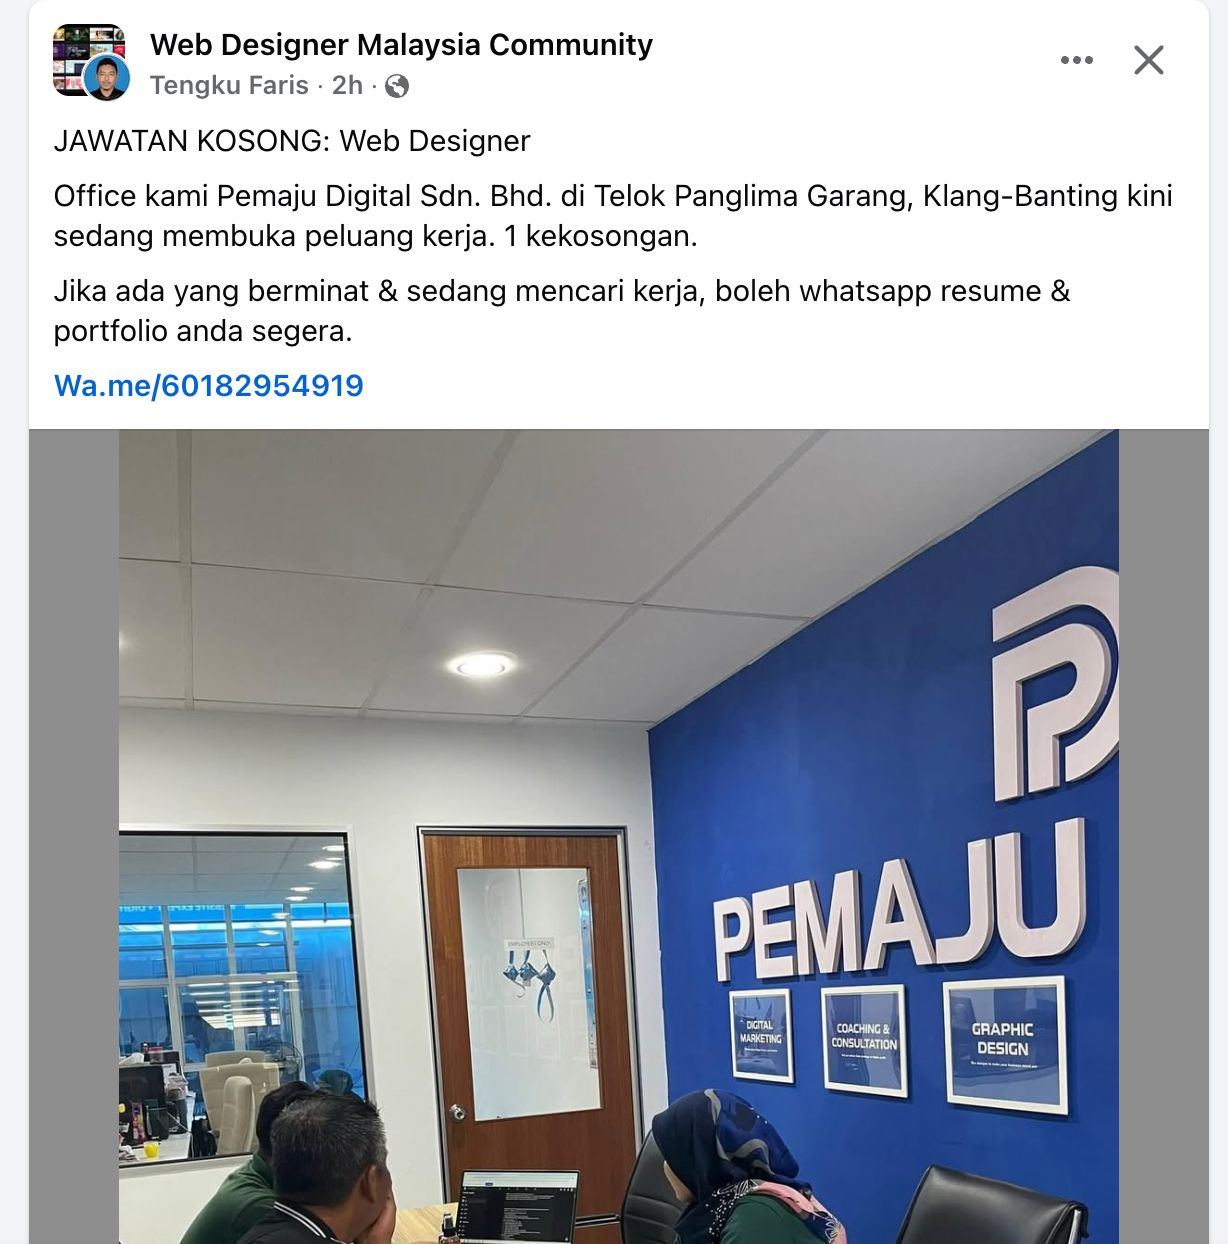 Web Designer Malaysia Community
Tengku Faris · 2h ·
JAWATAN KOSONG: Web Designer
Office kami Pemaju Digital Sdn. Bhd. di Telok Panglima Garang, Klang-Banting kini
sedang membuka peluang kerja. 1 kekosongan.
Jika ada yang berminat & sedang mencari kerja, boleh whatsapp resume &
portfolio anda segera.
Wa.me/60182954919
PEMAJU
DIGITAL
MARKETING
COACHING &
CONSULTATION
GRAPHIC
DESIGN
EMPLOYEES ONLY